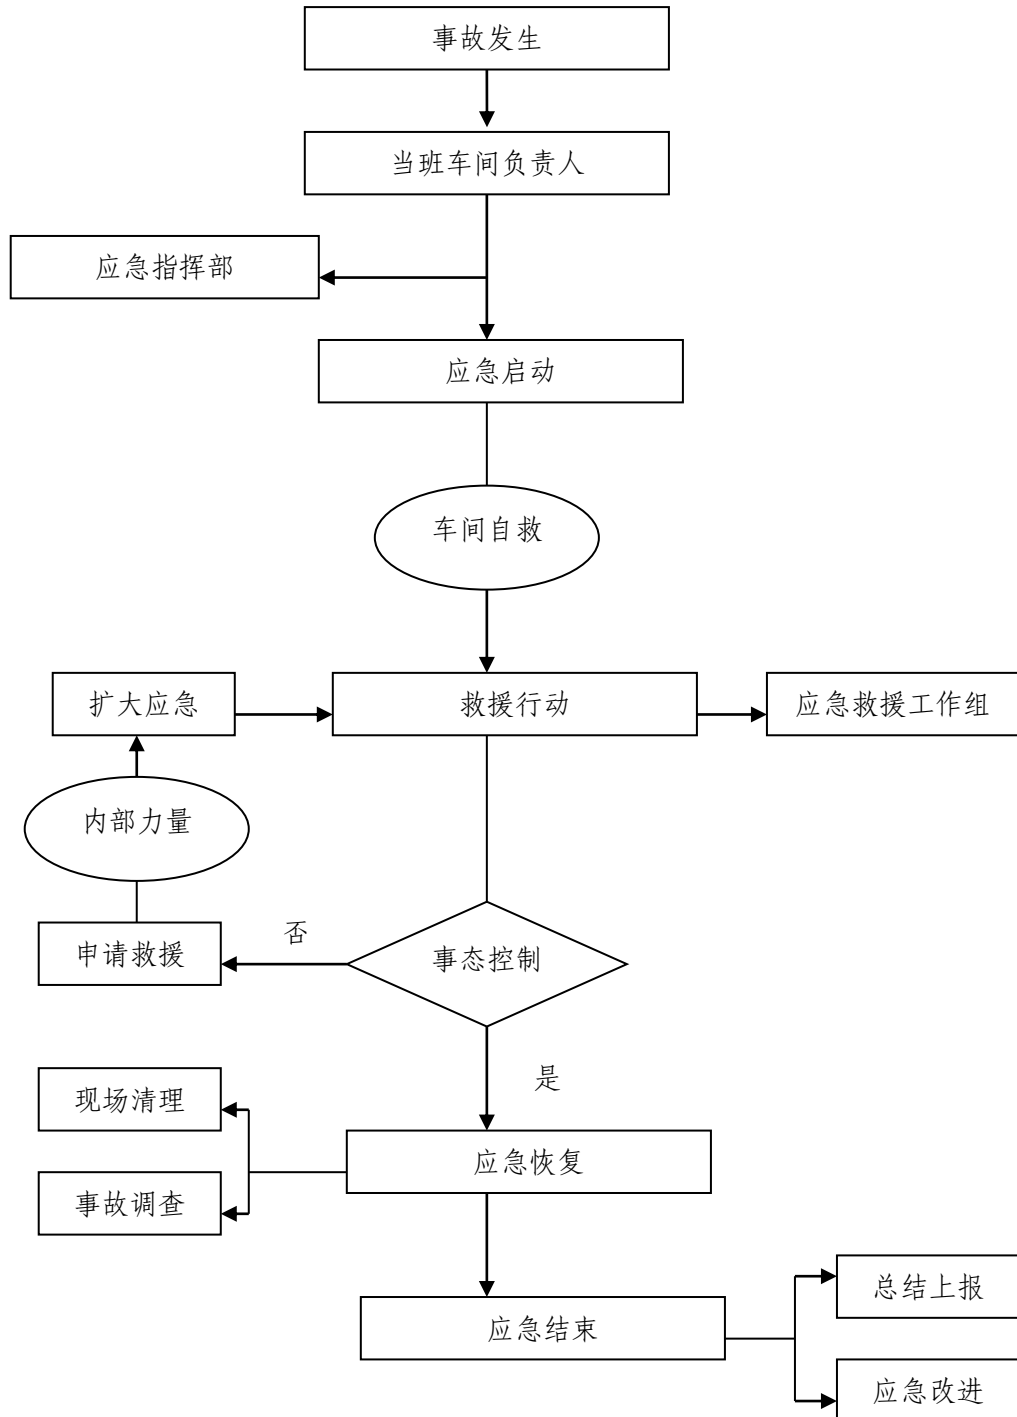 事故发生
当班车间负责人
应急指挥部
应急启动
车间自救
扩大应急
救援行动
应急救援工作组
内部力量
申请救援
否
事态控制
是
现场清理
应急恢复
事故调查
总结上报
应急结束
应急改进